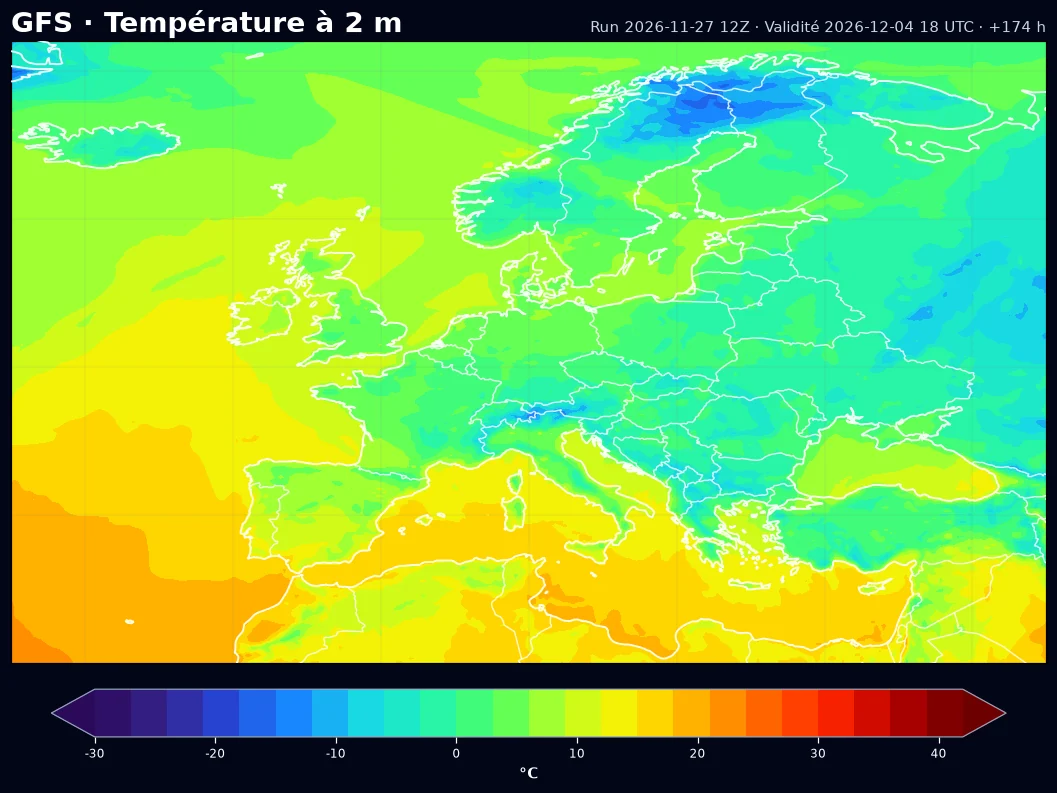 GFS · Température à 2 m
Run 2026-11-27 12Z · Validité 2026-12-04 18 UTC · +174 h
-30 -20 -10 0 10 20 30 40
°C